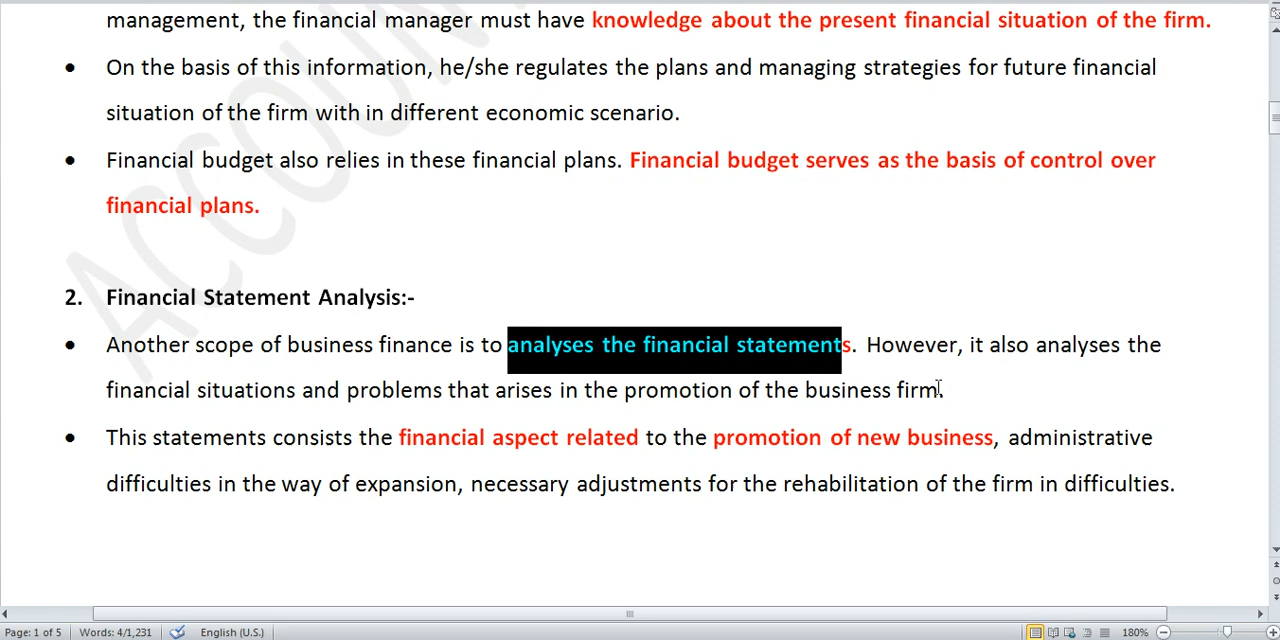 management, the financial manager must have knowledge about the present financial situation of the firm.
• On the basis of this information, he/she regulates the plans and managing strategies for future financial
situation of the firm with in different economic scenario.
• Financial budget also relies in these financial plans. Financial budget serves as the basis of control over
financial plans.
ACCOUN
2. Financial Statement Analysis:-
• Another scope of business finance is to analyses the financial statements. However, it also analyses the
financial situations and problems that arises in the promotion of the business firm.
• This statements consists the financial aspect related to the promotion of new business, administrative
difficulties in the way of expansion, necessary adjustments for the rehabilitation of the firm in difficulties.
Page: 1 of 5 Words: 4/1,231 English (U.S.) 180%